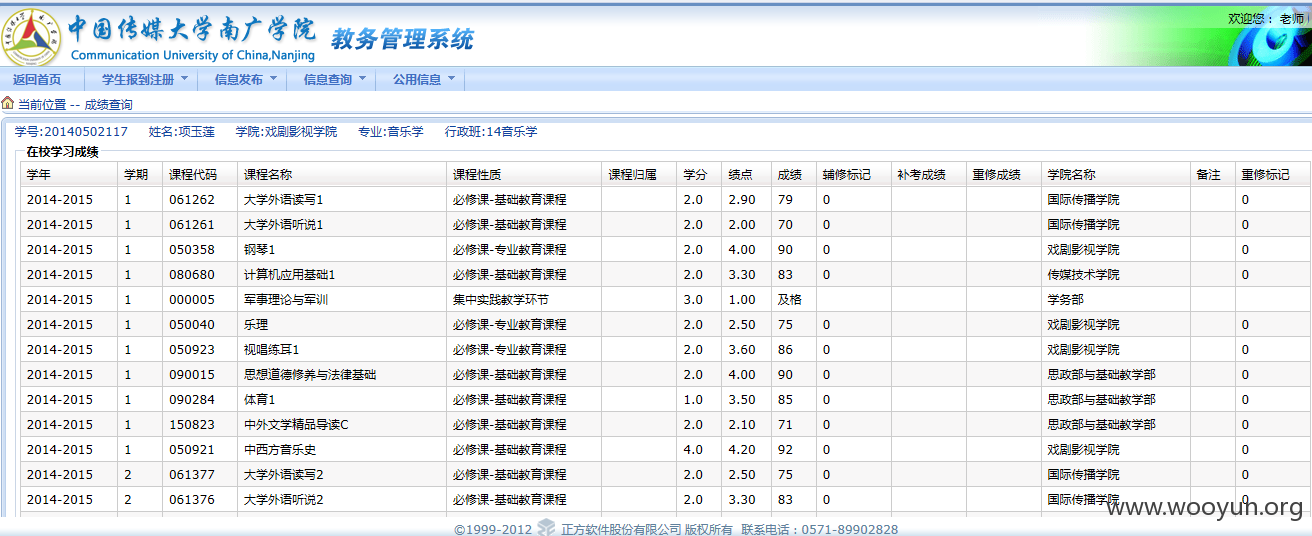 中国传媒大学南广学院 教务管理系统 欢迎您： 老师
Communication University of China,Nanjing
返回首页 学生报到注册 信息发布 信息查询 公用信息
当前位置 -- 成绩查询
学号:20140502117 姓名:项玉莲 学院:戏剧影视学院 专业:音乐学 行政班:14音乐学
在校学习成绩
学年 学期 课程代码 课程名称 课程性质 课程归属 学分 绩点 成绩 辅修标记 补考成绩 重修成绩 学院名称 备注 重修标记
2014-2015 1 061262 大学外语读写1 必修课-基础教育课程 2.0 2.90 79 0 国际传播学院 0
2014-2015 1 061261 大学外语听说1 必修课-基础教育课程 2.0 2.00 70 0 国际传播学院 0
2014-2015 1 050358 钢琴1 必修课-专业教育课程 2.0 4.00 90 0 戏剧影视学院 0
2014-2015 1 080680 计算机应用基础1 必修课-基础教育课程 2.0 3.30 83 0 传媒技术学院 0
2014-2015 1 000005 军事理论与军训 集中实践教学环节 3.0 1.00 及格 学务部
2014-2015 1 050040 乐理 必修课-专业教育课程 2.0 2.50 75 0 戏剧影视学院 0
2014-2015 1 050923 视唱练耳1 必修课-专业教育课程 2.0 3.60 86 0 戏剧影视学院 0
2014-2015 1 090015 思想道德修养与法律基础 必修课-基础教育课程 2.0 4.00 90 0 思政部与基础教学部 0
2014-2015 1 090284 体育1 必修课-基础教育课程 1.0 3.50 85 0 思政部与基础教学部 0
2014-2015 1 150823 中外文学精品导读C 必修课-基础教育课程 2.0 2.10 71 0 思政部与基础教学部 0
2014-2015 1 050921 中西方音乐史 必修课-基础教育课程 4.0 4.20 92 0 戏剧影视学院 0
2014-2015 2 061377 大学外语读写2 必修课-基础教育课程 2.0 2.50 75 0 国际传播学院 0
2014-2015 2 061376 大学外语听说2 必修课-基础教育课程 2.0 3.30 83 0 国际传播学院 0
www.wooyun.org
©1999-2012 正方软件股份有限公司 版权所有 联系电话：0571-89902828